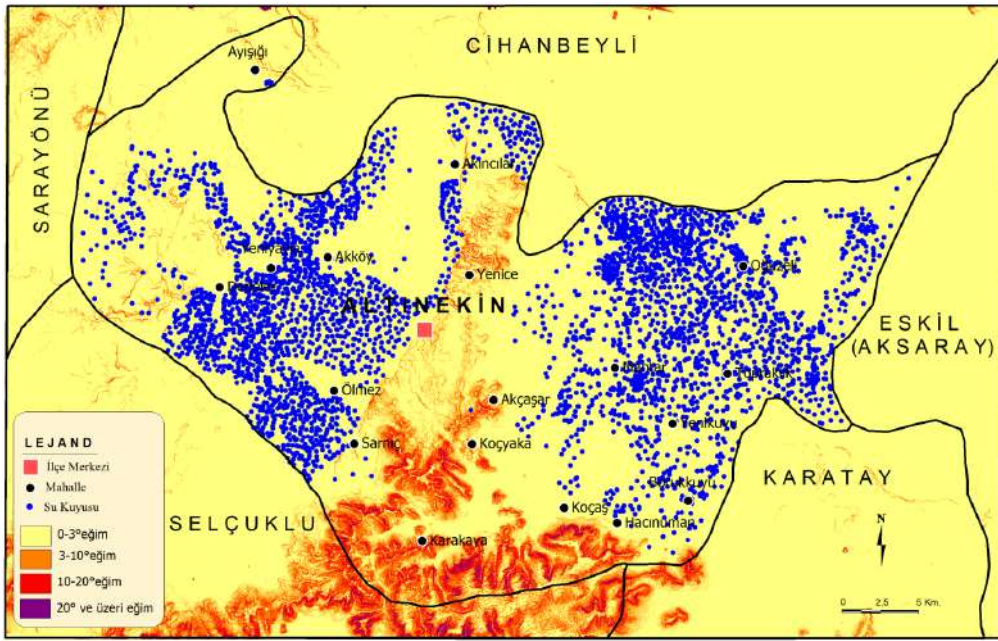 CİHANBEYLİ
Ayışığı
SARAYÖNÜ
Akıncılar
Akköy
Yenice
ALTINEKİN
ESKİL
(AKSARAY)
Ölmez
Akçaşar
Yenikuyu
Sarnıç
Koçyaka
KARATAY
SELÇUKLU
Koçaş
Hacınuman
Karakaya
LEJAND
İlçe Merkezi
Mahalle
Su Kuyusu
0-3°eğim
3-10°eğim
10-20°eğim
20° ve üzeri eğim
N
0 2,5 5 Km.